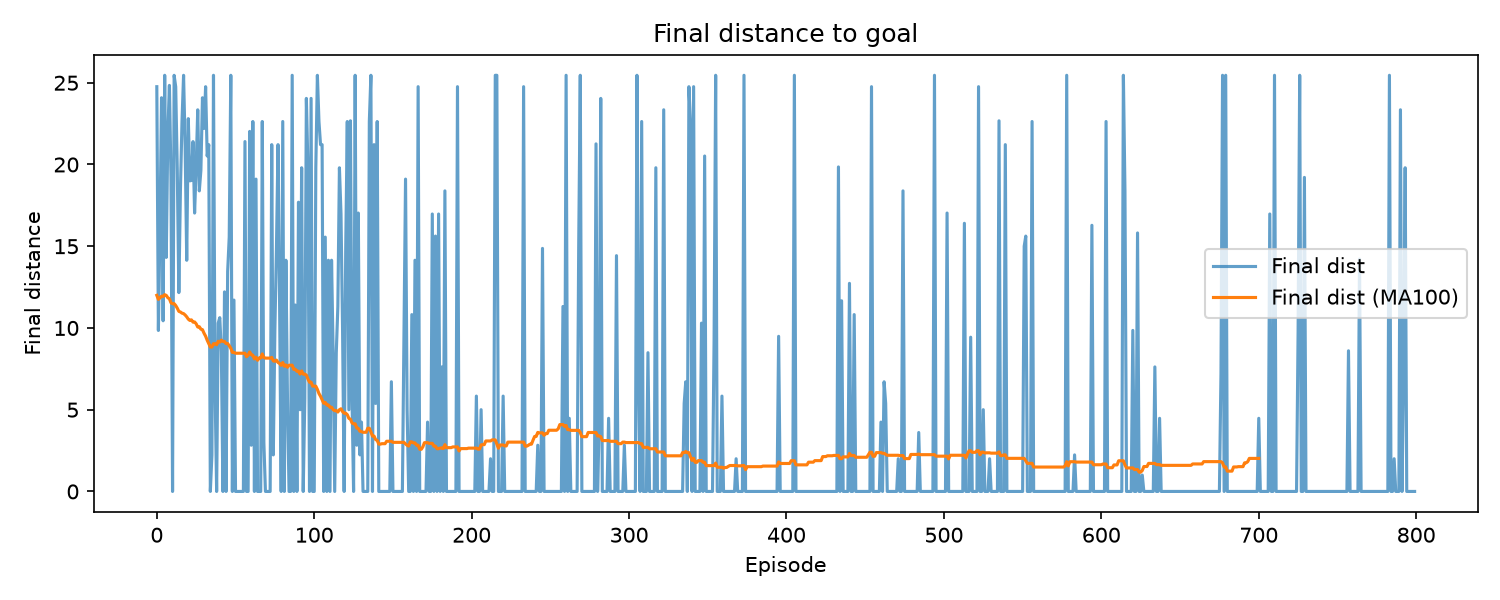 Final distance to goal
Final distance
25
20
15
10
5
0
Final dist
Final dist (MA100)
0 100 200 300 400 500 600 700 800
Episode